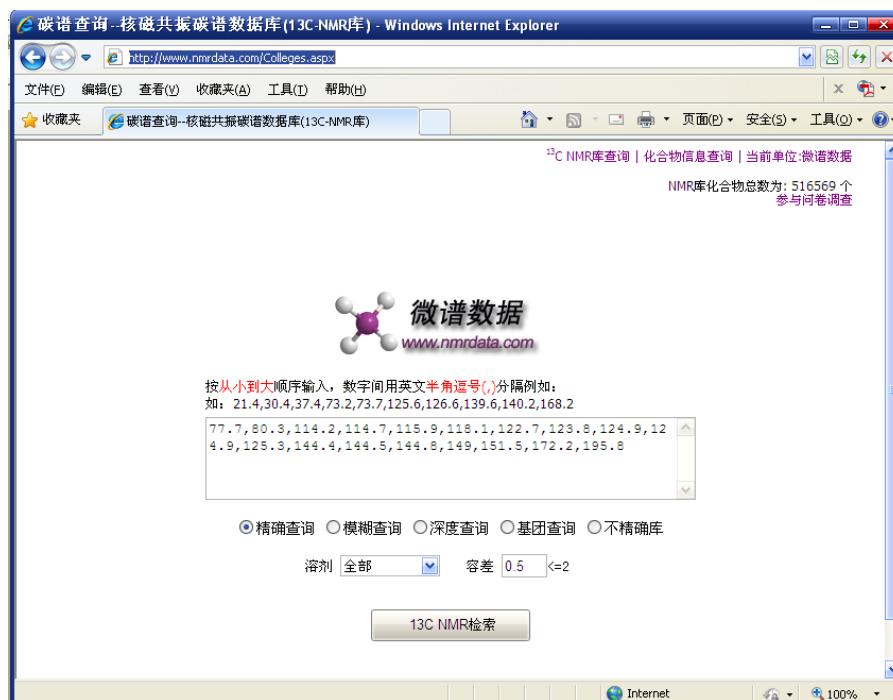 碳谱查询--核磁共振碳谱数据库(13C-NMR库) - Windows Internet Explorer
http://www.nmrdata.com/Colleges.aspx
文件(F) 编辑(E) 查看(V) 收藏夹(A) 工具(T) 帮助(H)
收藏夹 碳谱查询--核磁共振碳谱数据库(13C-NMR库) 页面(P) 安全(S) 工具(O)
13C NMR库查询 | 化合物信息查询 | 当前单位:微谱数据
NMR库化合物总数为: 516569 个
参与问卷调查
微谱数据
www.nmrdata.com
按从小到大顺序输入，数字间用英文半角逗号(,)分隔例如：
如：21.4,30.4,37.4,73.2,73.7,125.6,126.6,139.6,140.2,168.2
77.7,80.3,114.2,114.7,115.9,118.1,122.7,123.8,124.9,12
4.9,125.3,144.4,144.5,144.8,149,151.5,172.2,195.8
精确查询 模糊查询 深度查询 基团查询 不精确库
溶剂 全部 容差 0.5 <=2
13C NMR检索
Internet 100%